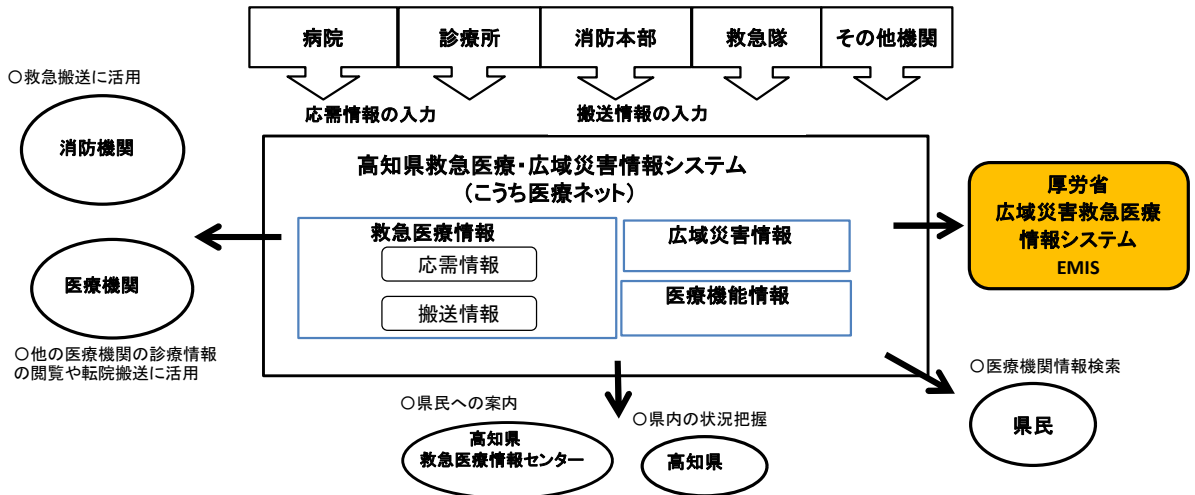 病院
診療所
消防本部
救急隊
その他機関
○救急搬送に活用
応需情報の入力
搬送情報の入力
消防機関
高知県救急医療・広域災害情報システム
(こうち医療ネット)
厚労省
広域災害救急医療
情報システム
EMIS
救急医療情報
応需情報
搬送情報
広域災害情報
医療機能情報
医療機関
○他の医療機関の診療情報
の閲覧や転院搬送に活用
○県民への案内
高知県
救急医療情報センター
○県内の状況把握
高知県
○医療機関情報検索
県民